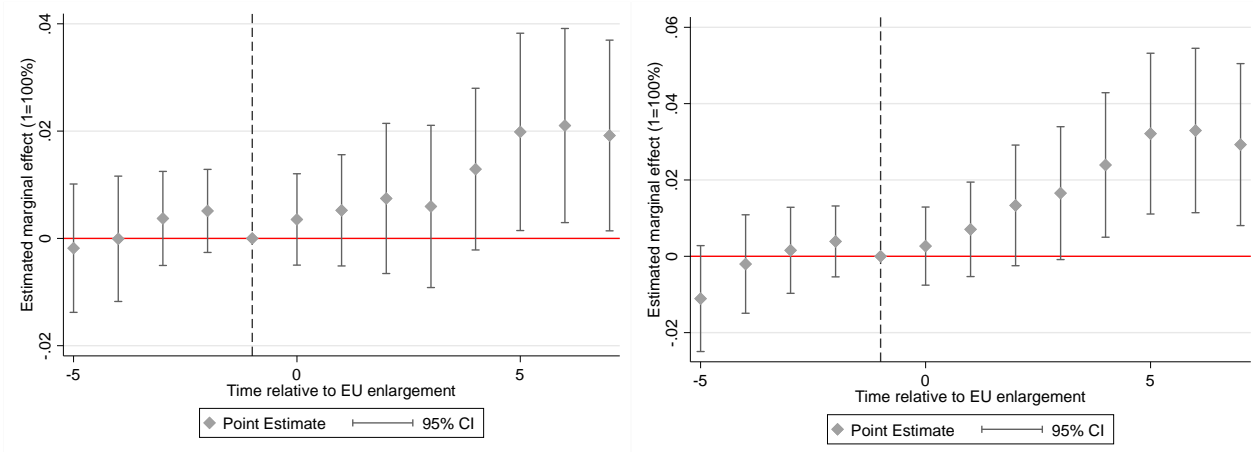 Estimated marginal effect (1=100%)
.04
.02
0
-.02
-5
0
5
Time relative to EU enlargement
Point Estimate
95% CI
Estimated marginal effect (1=100%)
.06
.04
.02
0
-.02
-5
0
5
Time relative to EU enlargement
Point Estimate
95% CI